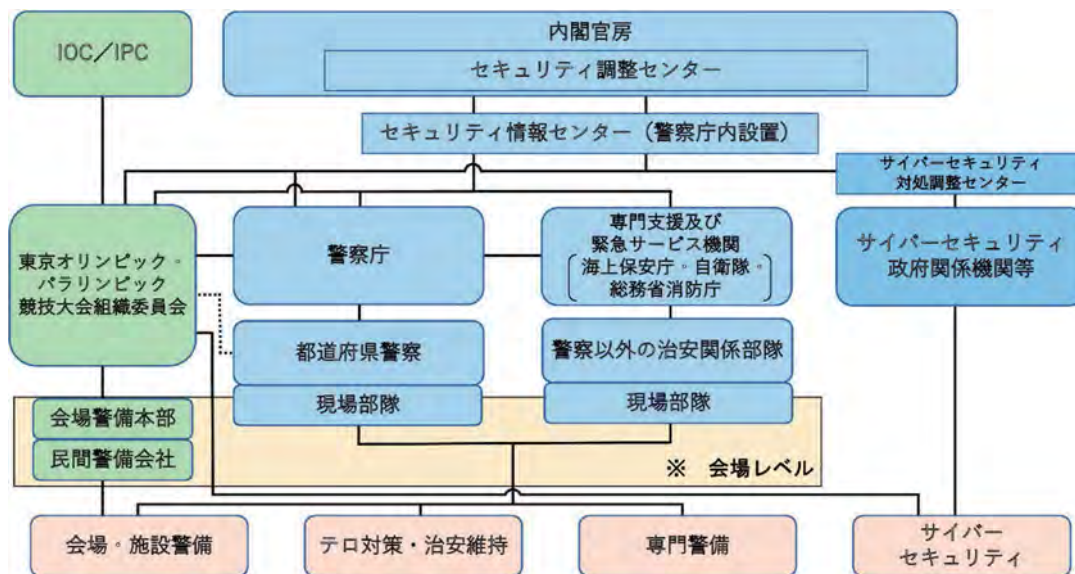 IOC／IPC
内閣官房
セキュリティ調整センター
セキュリティ情報センター（警察庁内設置）
サイバーセキュリティ
対処調整センター
東京オリンピック・
パラリンピック
競技大会組織委員会
警察庁
専門支援及び
緊急サービス機関
海上保安庁・自衛隊・
総務省消防庁
サイバーセキュリティ
政府関係機関等
都道府県警察
警察以外の治安関係部隊
現場部隊
現場部隊
会場警備本部
民間警備会社
※　会場レベル
会場・施設警備
テロ対策・治安維持
専門警備
サイバー
セキュリティ